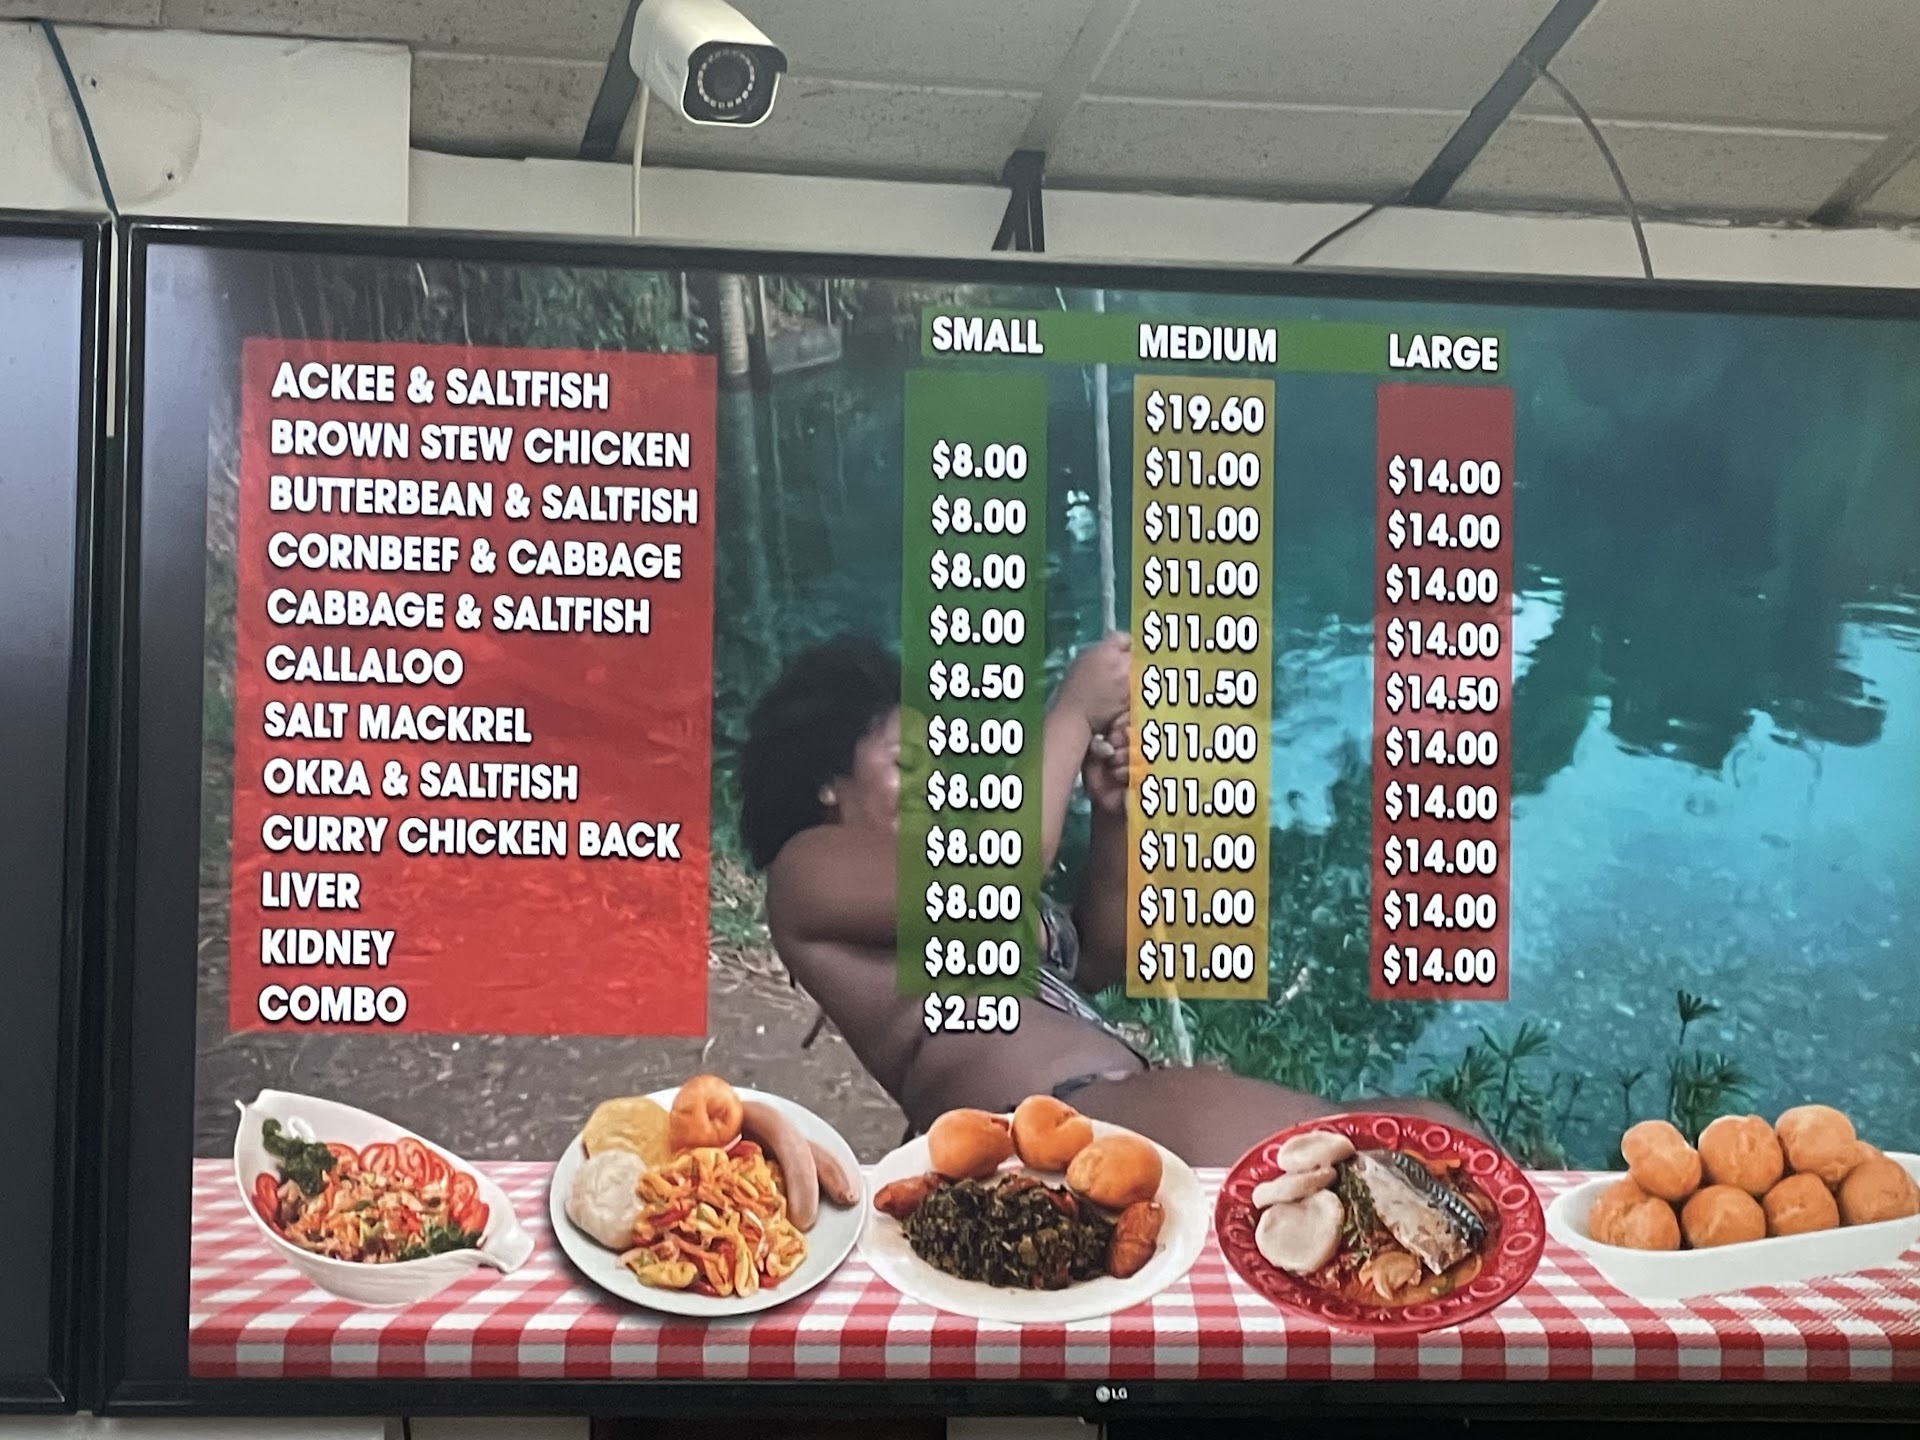 SMALL MEDIUM LARGE
ACKEE & SALTFISH $19.60
BROWN STEW CHICKEN $8.00 $11.00 $14.00
BUTTERBEAN & SALTFISH $8.00 $11.00 $14.00
CORNBEEF & CABBAGE $8.00 $11.00 $14.00
CABBAGE & SALTFISH $8.00 $11.00 $14.00
CALLALOO $8.50 $11.50 $14.50
SALT MACKREL $8.00 $11.00 $14.00
OKRA & SALTFISH $8.00 $11.00 $14.00
CURRY CHICKEN BACK $8.00 $11.00 $14.00
LIVER $8.00 $11.00 $14.00
KIDNEY $8.00 $11.00 $14.00
COMBO $2.50
LG